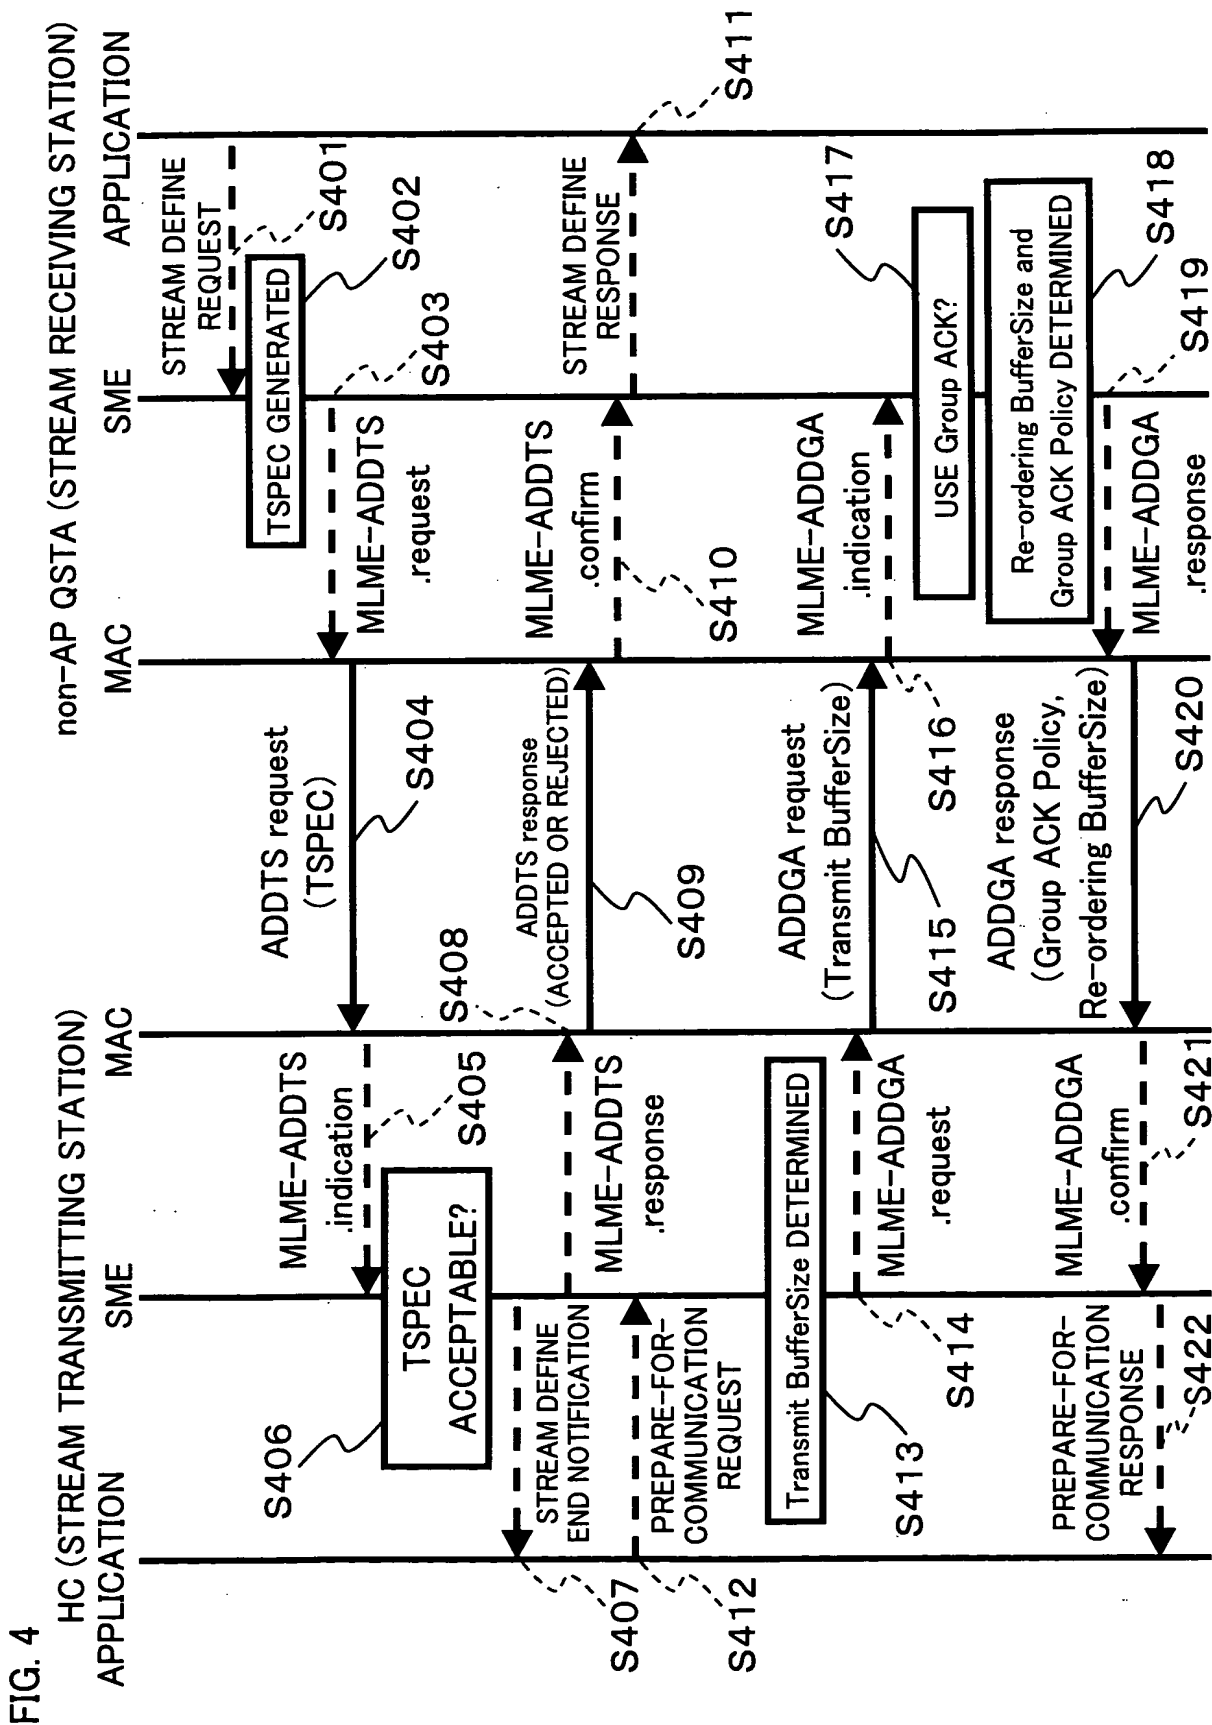 FIG. 4
HC (STREAM TRANSMITTING STATION)
non-AP QSTA (STREAM RECEIVING STATION)
APPLICATION
SME
MAC
MAC
SME
APPLICATION
STREAM DEFINE
REQUEST
S401
TSPEC GENERATED
S402
S403
MLME-ADDTS
.request
ADDTS request
(TSPEC)
S404
MLME-ADDTS
.indication
S405
S406
TSPEC
ACCEPTABLE?
STREAM DEFINE
END NOTIFICATION
S407
MLME-ADDTS
.response
S408
ADDTS response
(ACCEPTED OR REJECTED)
S409
MLME-ADDTS
.confirm
S410
STREAM DEFINE
RESPONSE
S411
PREPARE-FOR-
COMMUNICATION
REQUEST
S412
Transmit BufferSize DETERMINED
S413
MLME-ADDGA
.request
S414
ADDGA request
(Transmit BufferSize)
S415
MLME-ADDGA
.indication
S416
S417
USE Group ACK?
Re-ordering BufferSize and
Group ACK Policy DETERMINED
S418
MLME-ADDGA
.response
S419
ADDGA response
(Group ACK Policy,
Re-ordering BufferSize)
S420
MLME-ADDGA
.confirm
S421
PREPARE-FOR-
COMMUNICATION
RESPONSE
S422